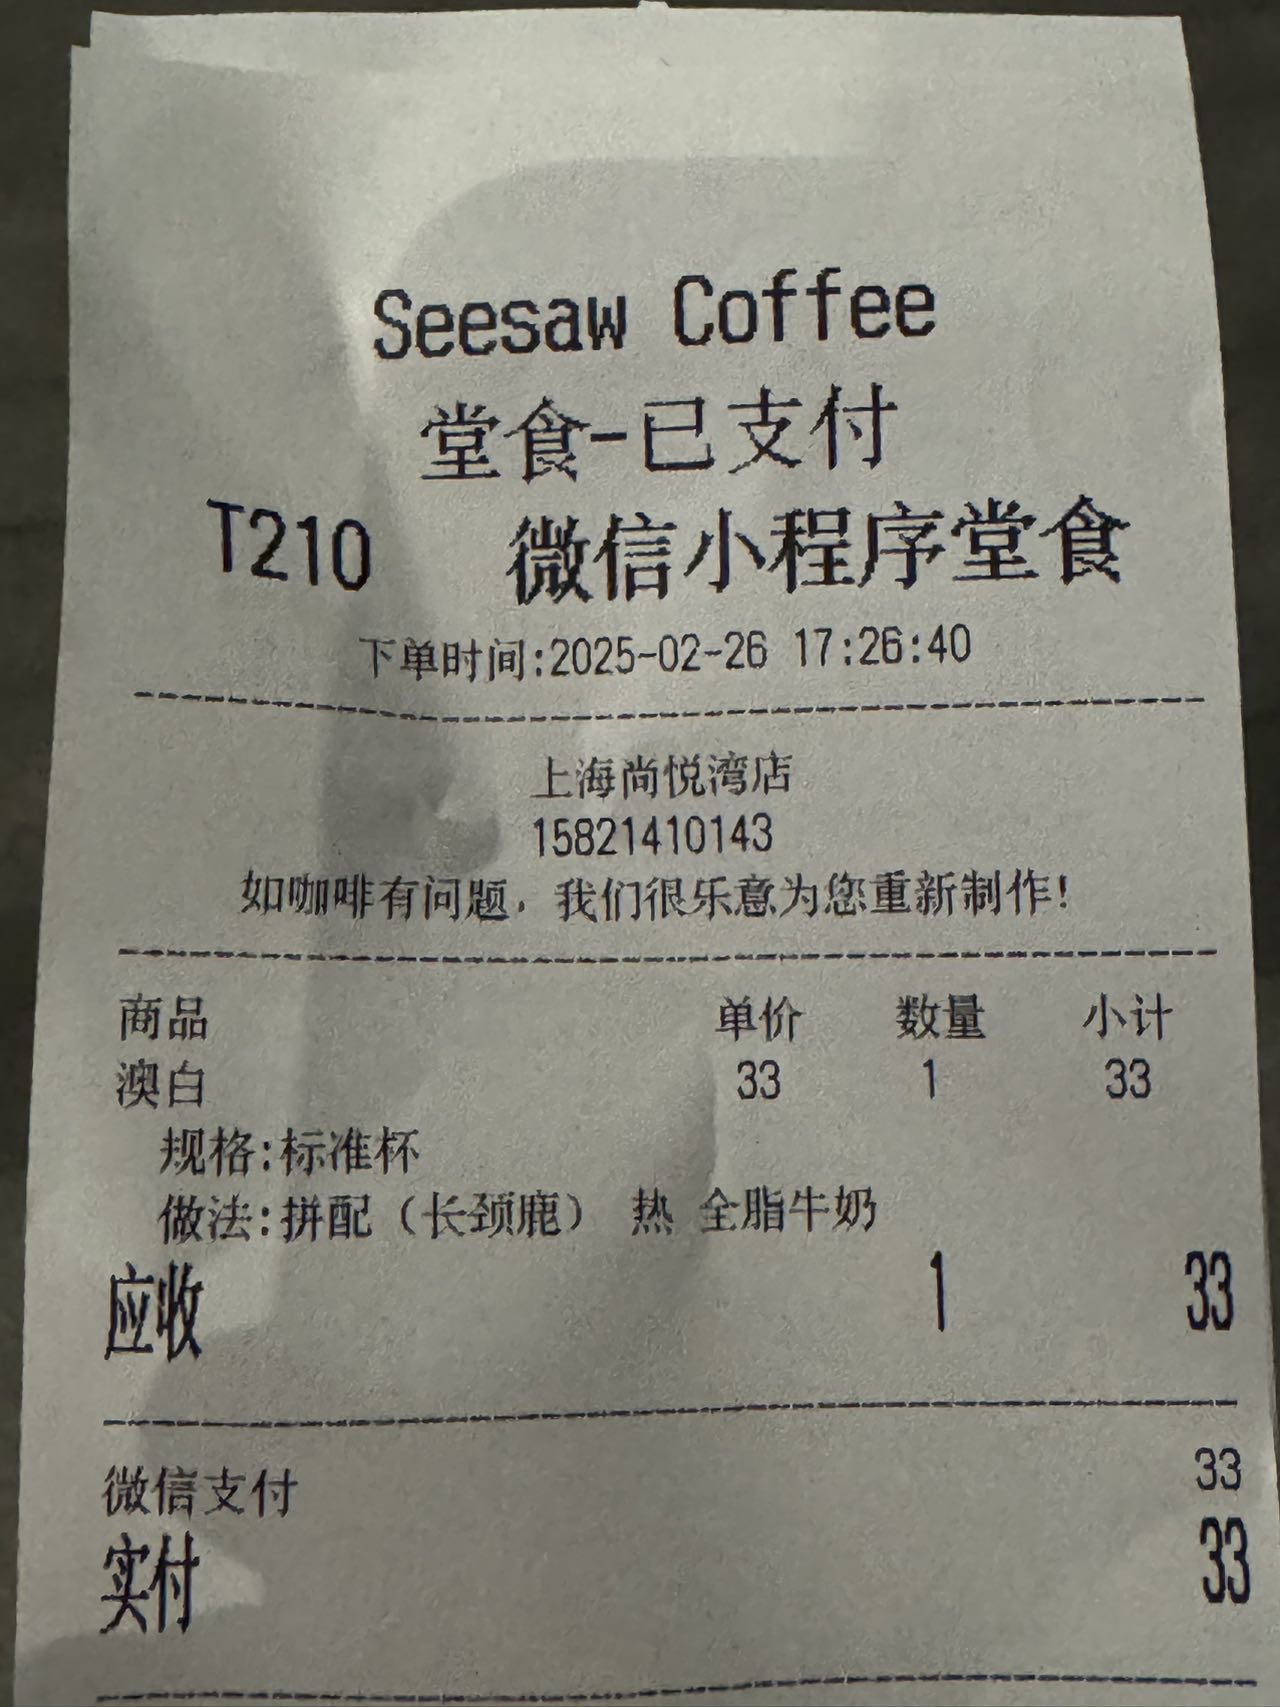 Seesaw Coffee
堂食-已支付
T210 微信小程序堂食
下单时间:2025-02-26 17:26:40
上海尚悦湾店
15821410143
如咖啡有问题，我们很乐意为您重新制作!
商品 单价 数量 小计
澳白 33 1 33
规格:标准杯
做法:拼配（长颈鹿） 热 全脂牛奶
应收 1 33
微信支付 33
实付 33